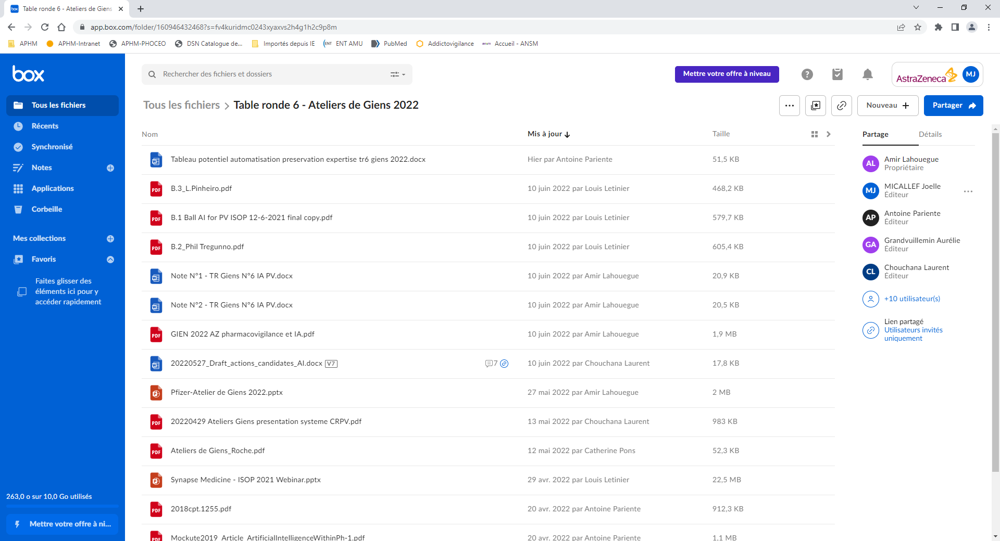 box Table ronde 6 - Ateliers de Giens
app.box.com/folder/160946432468?s=fv4kuridmc0243xyaxvs2h4g1h2c9p8m
APHM APHM-Intranet APHM-PHOCEO DSN Catalogue de... Importés depuis IE ENT ENT AMU PubMed Addictovigilance ansm Accueil - ANSM
box
Rechercher des fichiers et dossiers
Mettre votre offre à niveau
?
AstraZeneca
MJ
Tous les fichiers
Récents
Synchronisé
Notes
Applications
Corbeille
Mes collections
Favoris
Faites glisser des
éléments ici pour y
accéder rapidement
263,0 o sur 10,0 Go utilisés
Mettre votre offre à ni...
Tous les fichiers > Table ronde 6 - Ateliers de Giens 2022
Nouveau +
Partager
Nom Mis à jour Taille
Tableau potentiel automatisation preservation expertise tr6 giens 2022.docx Hier par Antoine Pariente 51,5 KB
PDF B.3_L.Pinheiro.pdf 10 juin 2022 par Louis Letinier 468,2 KB
PDF B.1 Ball AI for PV ISOP 12-6-2021 final copy.pdf 10 juin 2022 par Louis Letinier 579,7 KB
PDF B.2_Phil Tregunno.pdf 10 juin 2022 par Louis Letinier 605,4 KB
Note N°1 - TR Giens N°6 IA PV.docx 10 juin 2022 par Amir Lahouegue 20,9 KB
Note N°2 - TR Giens N°6 IA PV.docx 10 juin 2022 par Amir Lahouegue 20,5 KB
PDF GIEN 2022 AZ pharmacovigilance et IA.pdf 10 juin 2022 par Amir Lahouegue 1,9 MB
20220527_Draft_actions_candidates_AI.docx V7 7 10 juin 2022 par Chouchana Laurent 17,8 KB
Pfizer-Atelier de Giens 2022.pptx 27 mai 2022 par Amir Lahouegue 2 MB
PDF 20220429 Ateliers Giens presentation systeme CRPV.pdf 13 mai 2022 par Chouchana Laurent 983 KB
PDF Ateliers de Giens_Roche.pdf 12 mai 2022 par Catherine Pons 52,3 KB
Synapse Medicine - ISOP 2021 Webinar.pptx 29 avr. 2022 par Louis Letinier 22,5 MB
PDF 2018cpt.1255.pdf 20 avr. 2022 par Antoine Pariente 912,3 KB
PDF Mockute2019_Article_ArtificialIntelligenceWithinPh-1.pdf 20 avr. 2022 par Antoine Pariente 1,1 MB
Partage Détails
AL Amir Lahouegue
Propriétaire
MJ MICALLEF Joelle
Éditeur
AP Antoine Pariente
Éditeur
GA Grandvuillemin Aurélie
Éditeur
CL Chouchana Laurent
Éditeur
+10 utilisateur(s)
Lien partagé
Utilisateurs invités
uniquement